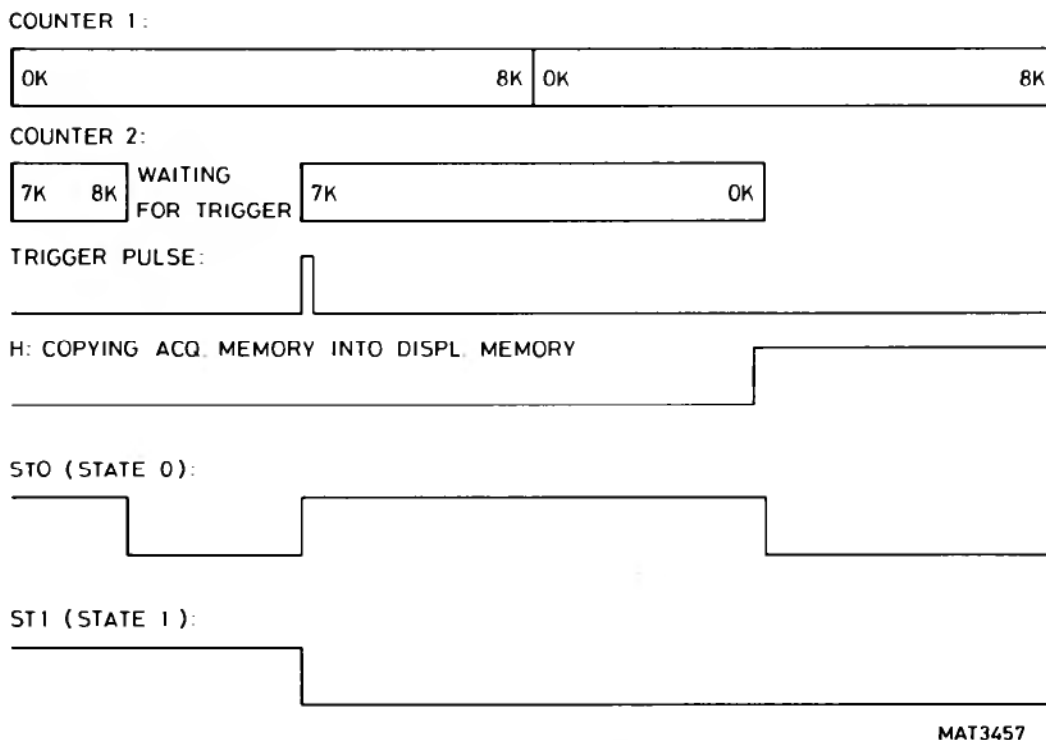 COUNTER 1:
0K 8K 0K 8K
COUNTER 2:
7K 8K WAITING FOR TRIGGER 7K 0K
TRIGGER PULSE:
H: COPYING ACQ. MEMORY INTO DISPL. MEMORY
ST0 (STATE 0):
ST1 (STATE 1):
MAT3457